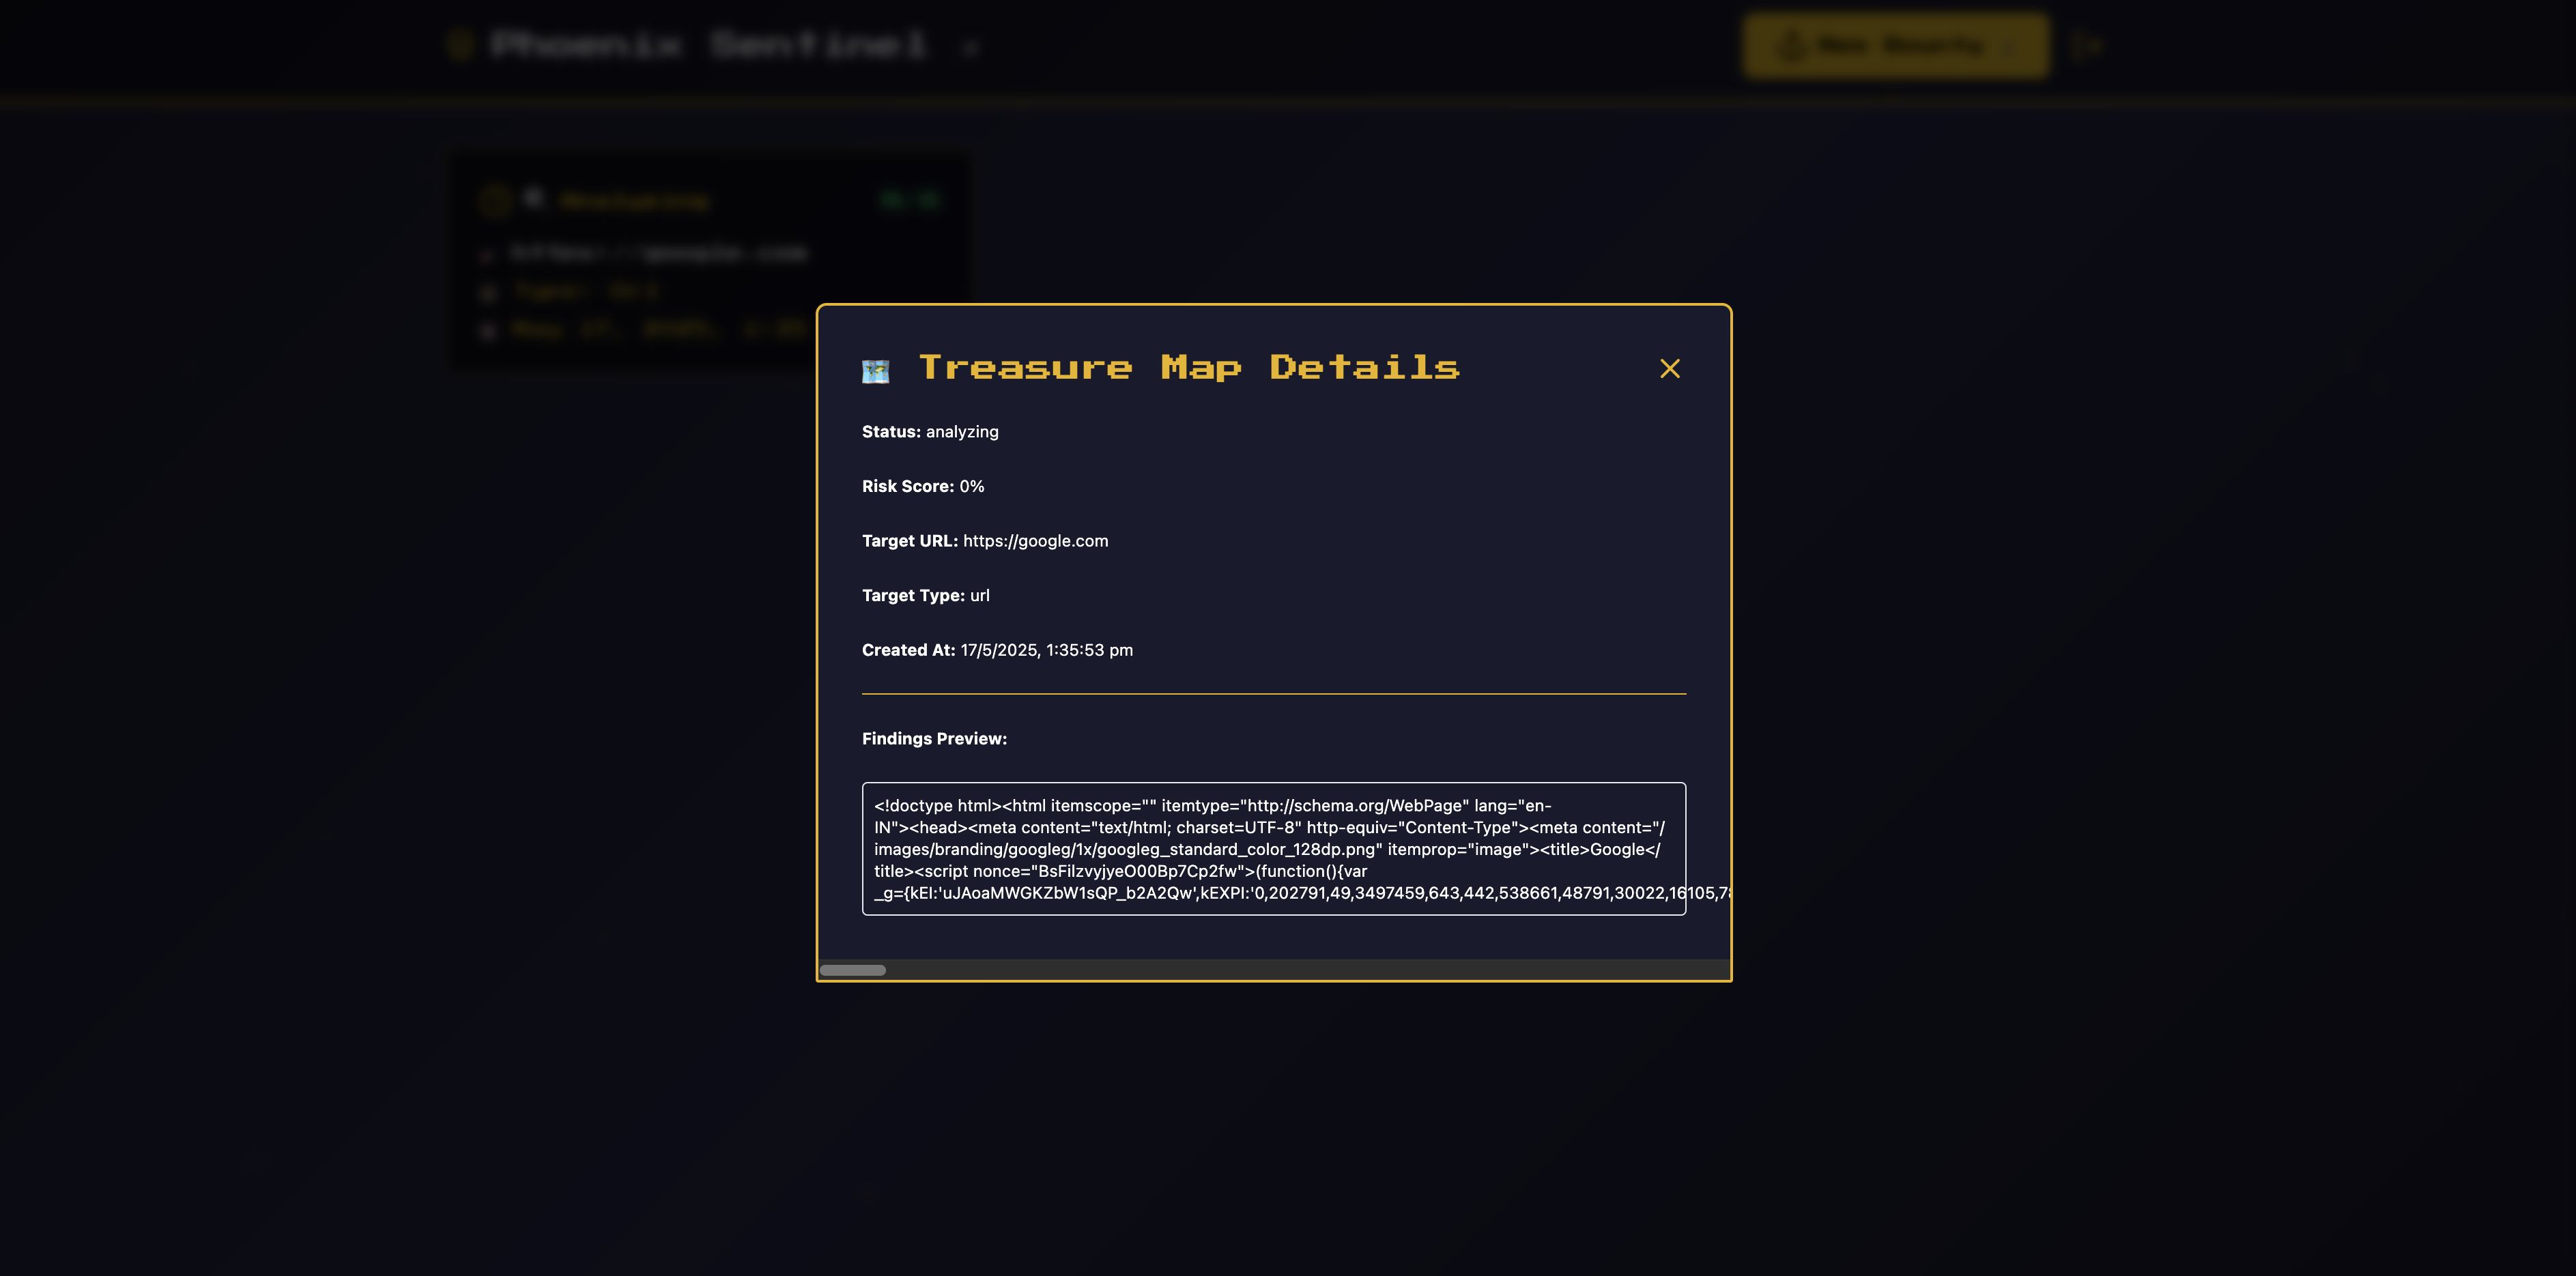 Phoenix Sentinel
New Bounty
Analyzing
https://google.com
Type: Url
May 17, 2025,
Treasure Map Details
Status: analyzing
Risk Score: 0%
Target URL: https://google.com
Target Type: url
Created At: 17/5/2025, 1:35:53 pm
Findings Preview:
<!doctype html><html itemscope="" itemtype="http://schema.org/WebPage" lang="en-
IN"><head><meta content="text/html; charset=UTF-8" http-equiv="Content-Type"><meta content="/
images/branding/googleg/1x/googleg_standard_color_128dp.png" itemprop="image"><title>Google</
title><script nonce="BsFilzvyjyeO00Bp7Cp2fw">(function(){var
_g={kEI:'uJAoaMWGKZbW1sQP_b2A2Qw',kEXPI:'0,202791,49,3497459,643,442,538661,48791,30022,16105,78